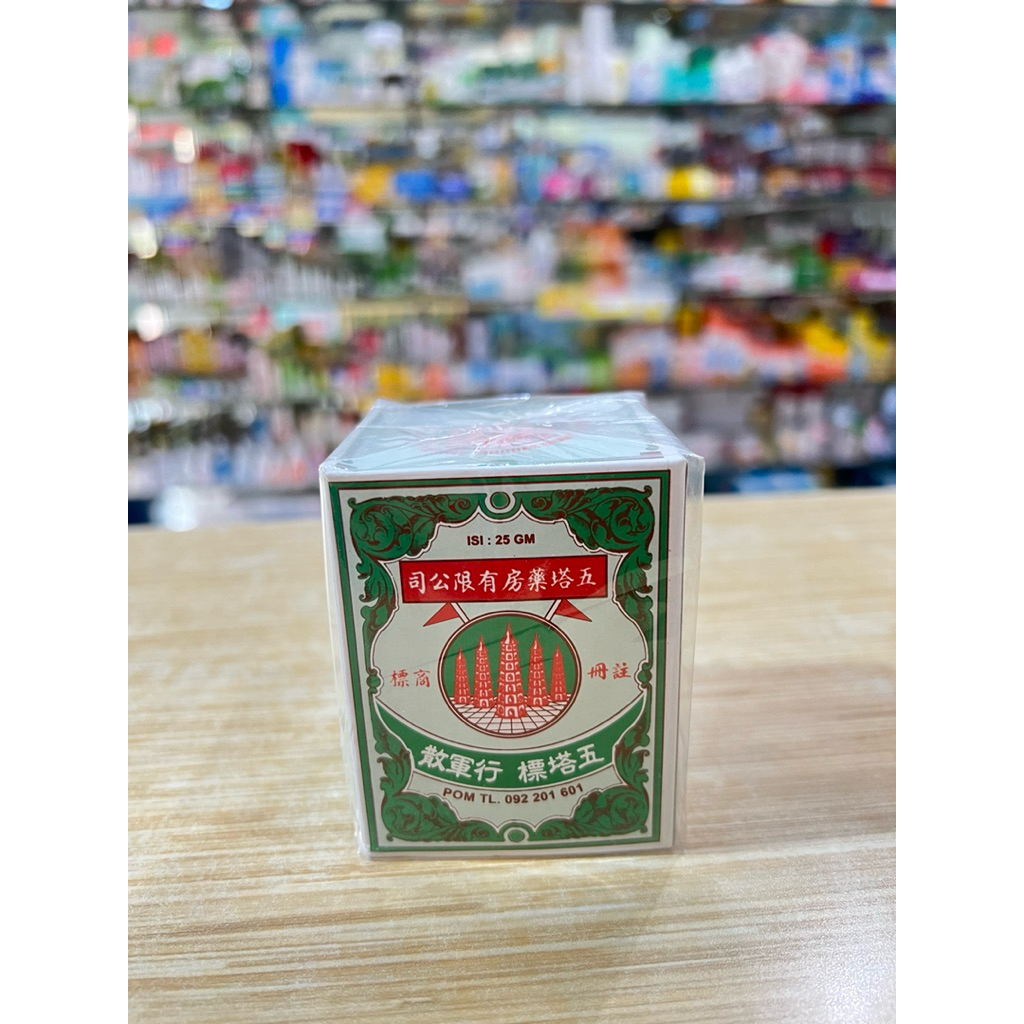 ISI : 25 GM
五塔藥房有限公司
註冊 商標
五塔標 行軍散
POM TL. 092 201 601